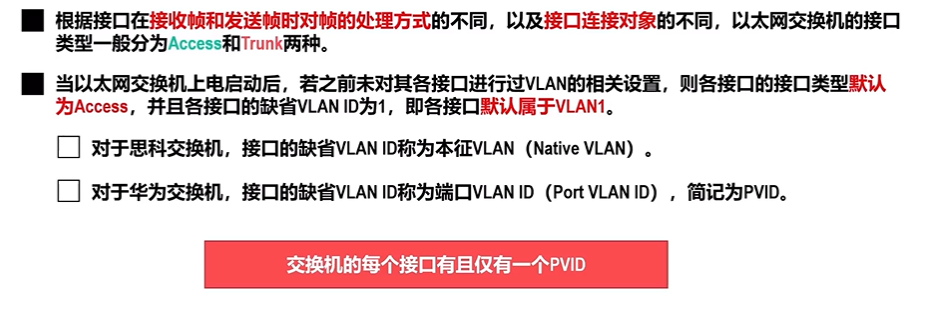 根据接口在接收帧和发送帧时对帧的处理方式的不同，以及接口连接对象的不同，以太网交换机的接口
类型一般分为Access和Trunk两种。
当以太网交换机上电启动后，若之前未对其各接口进行过VLAN的相关设置，则各接口的接口类型默认
为Access，并且各接口的缺省VLAN ID为1，即各接口默认属于VLAN1。
对于思科交换机，接口的缺省VLAN ID称为本征VLAN（Native VLAN）。
对于华为交换机，接口的缺省VLAN ID称为端口VLAN ID（Port VLAN ID），简记为PVID。
交换机的每个接口有且仅有一个PVID